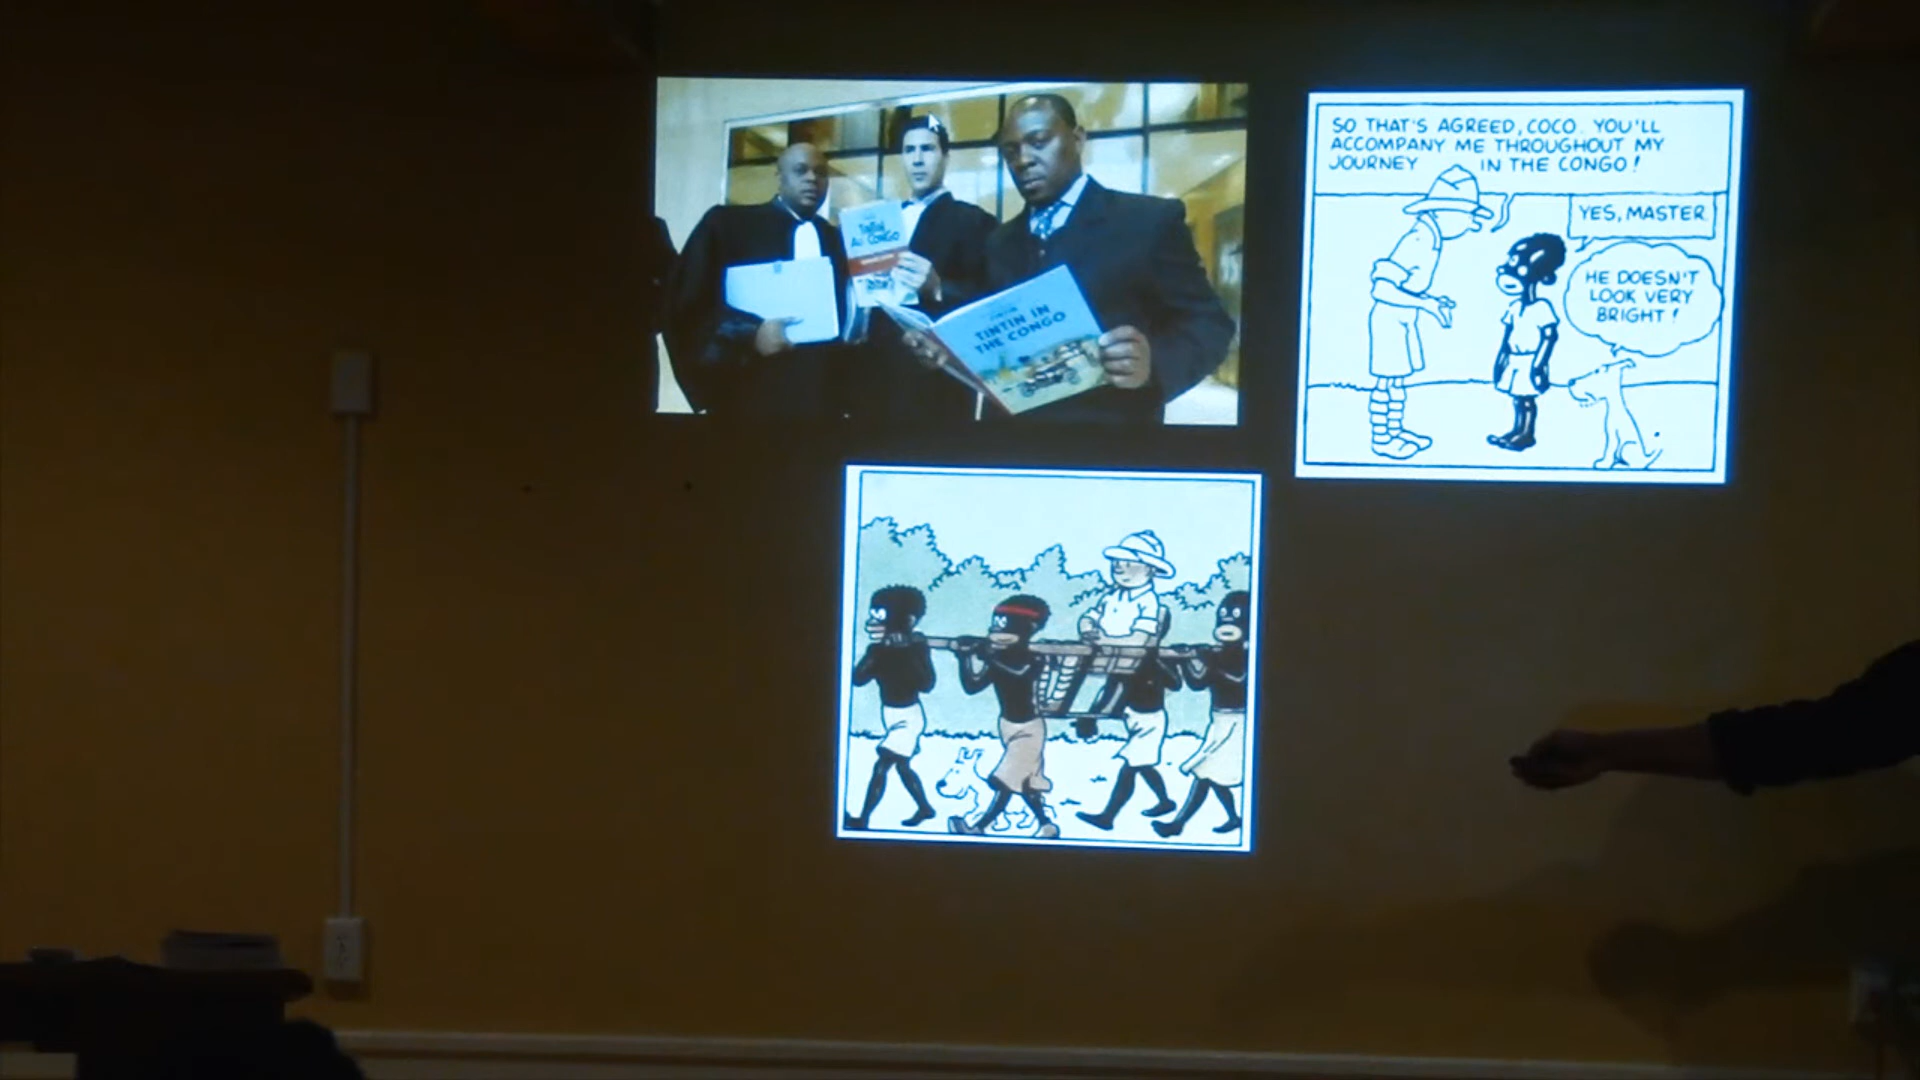 TINTIN
AU CONGO
TINTIN IN
THE CONGO
SO THAT'S AGREED, COCO. YOU'LL
ACCOMPANY ME THROUGHOUT MY
JOURNEY IN THE CONGO!
YES, MASTER.
HE DOESN'T
LOOK VERY
BRIGHT!